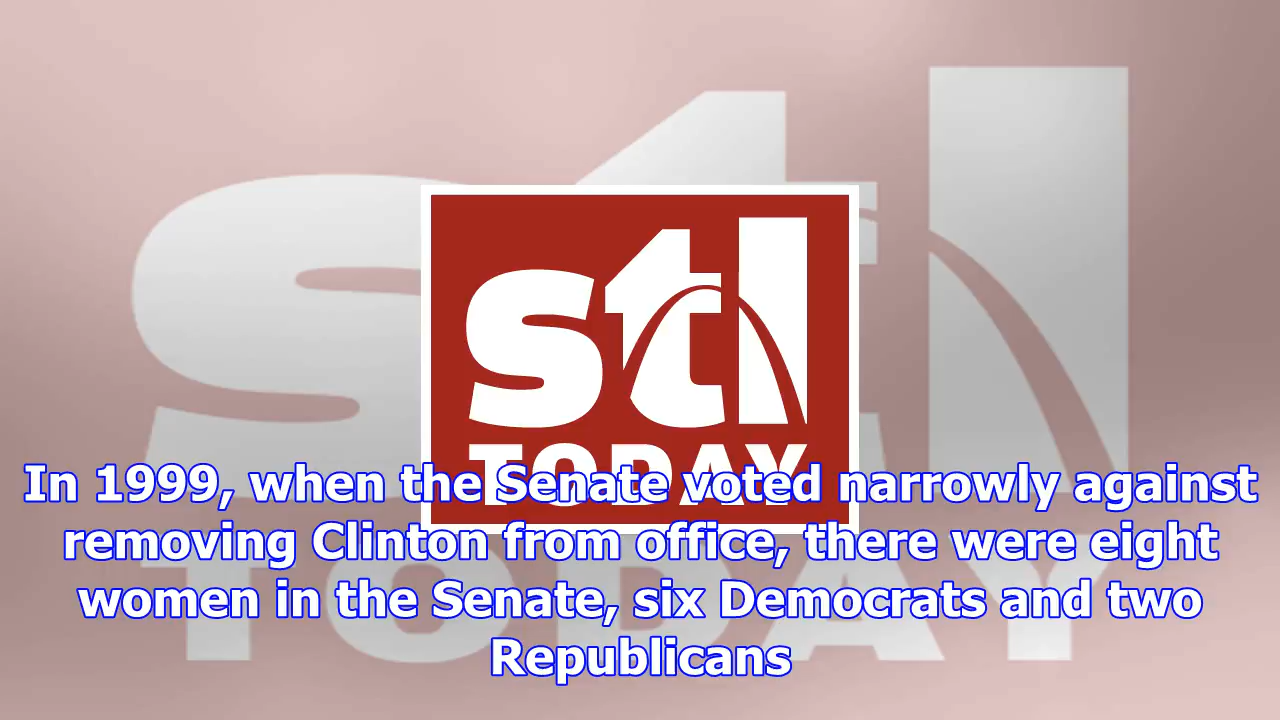 stl
TODAY
In 1999, when the Senate voted narrowly against
removing Clinton from office, there were eight
women in the Senate, six Democrats and two
Republicans